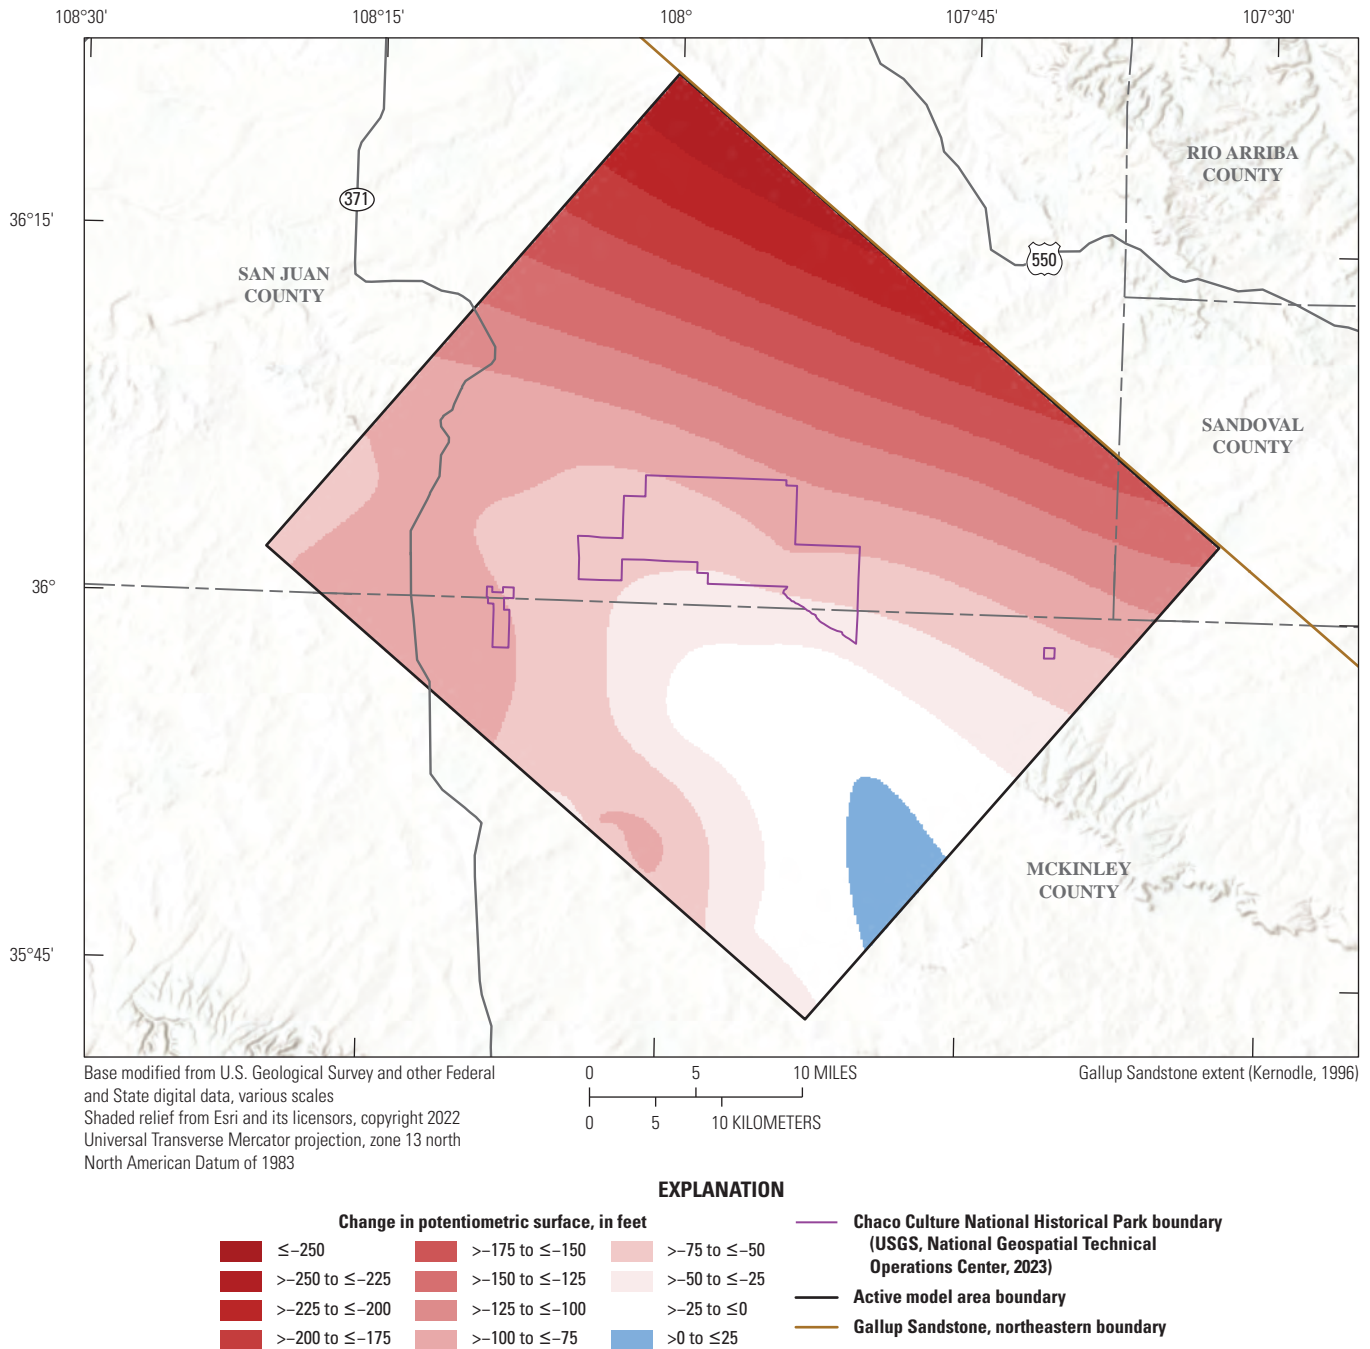 108°30'
108°15'
108°
107°45'
107°30'
RIO ARRIBA
COUNTY
371
36°15'
550
SAN JUAN
COUNTY
SANDOVAL
COUNTY
36°
MCKINLEY
COUNTY
35°45'
Base modified from U.S. Geological Survey and other Federal
and State digital data, various scales
Shaded relief from Esri and its licensors, copyright 2022
Universal Transverse Mercator projection, zone 13 north
North American Datum of 1983
0 5 10 MILES
0 5 10 KILOMETERS
Gallup Sandstone extent (Kernodle, 1996)
EXPLANATION
Change in potentiometric surface, in feet
≤−250
>−250 to ≤−225
>−225 to ≤−200
>−200 to ≤−175
>−175 to ≤−150
>−150 to ≤−125
>−125 to ≤−100
>−100 to ≤−75
>−75 to ≤−50
>−50 to ≤−25
>−25 to ≤0
>0 to ≤25
Chaco Culture National Historical Park boundary
(USGS, National Geospatial Technical
Operations Center, 2023)
Active model area boundary
Gallup Sandstone, northeastern boundary